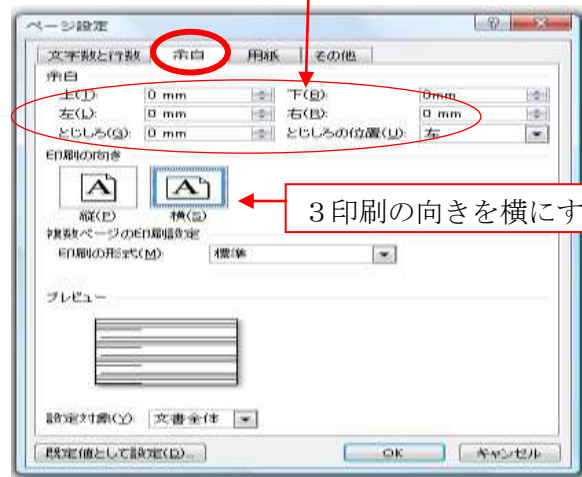 ページ設定
文字数と行数 余白 用紙 その他
余白
上(T): 0 mm 下(B): 0mm
左(L): 0 mm 右(R): 0 mm
とじしろ(G): 0 mm とじしろの位置(U): 左
印刷の向き
縦(P) 横(S)
3印刷の向きを横にす
複数ページの印刷設定
印刷の形式(M): 標準
プレビュー
設定対象(Y): 文書全体
既定値として設定(D)... OK キャンセル